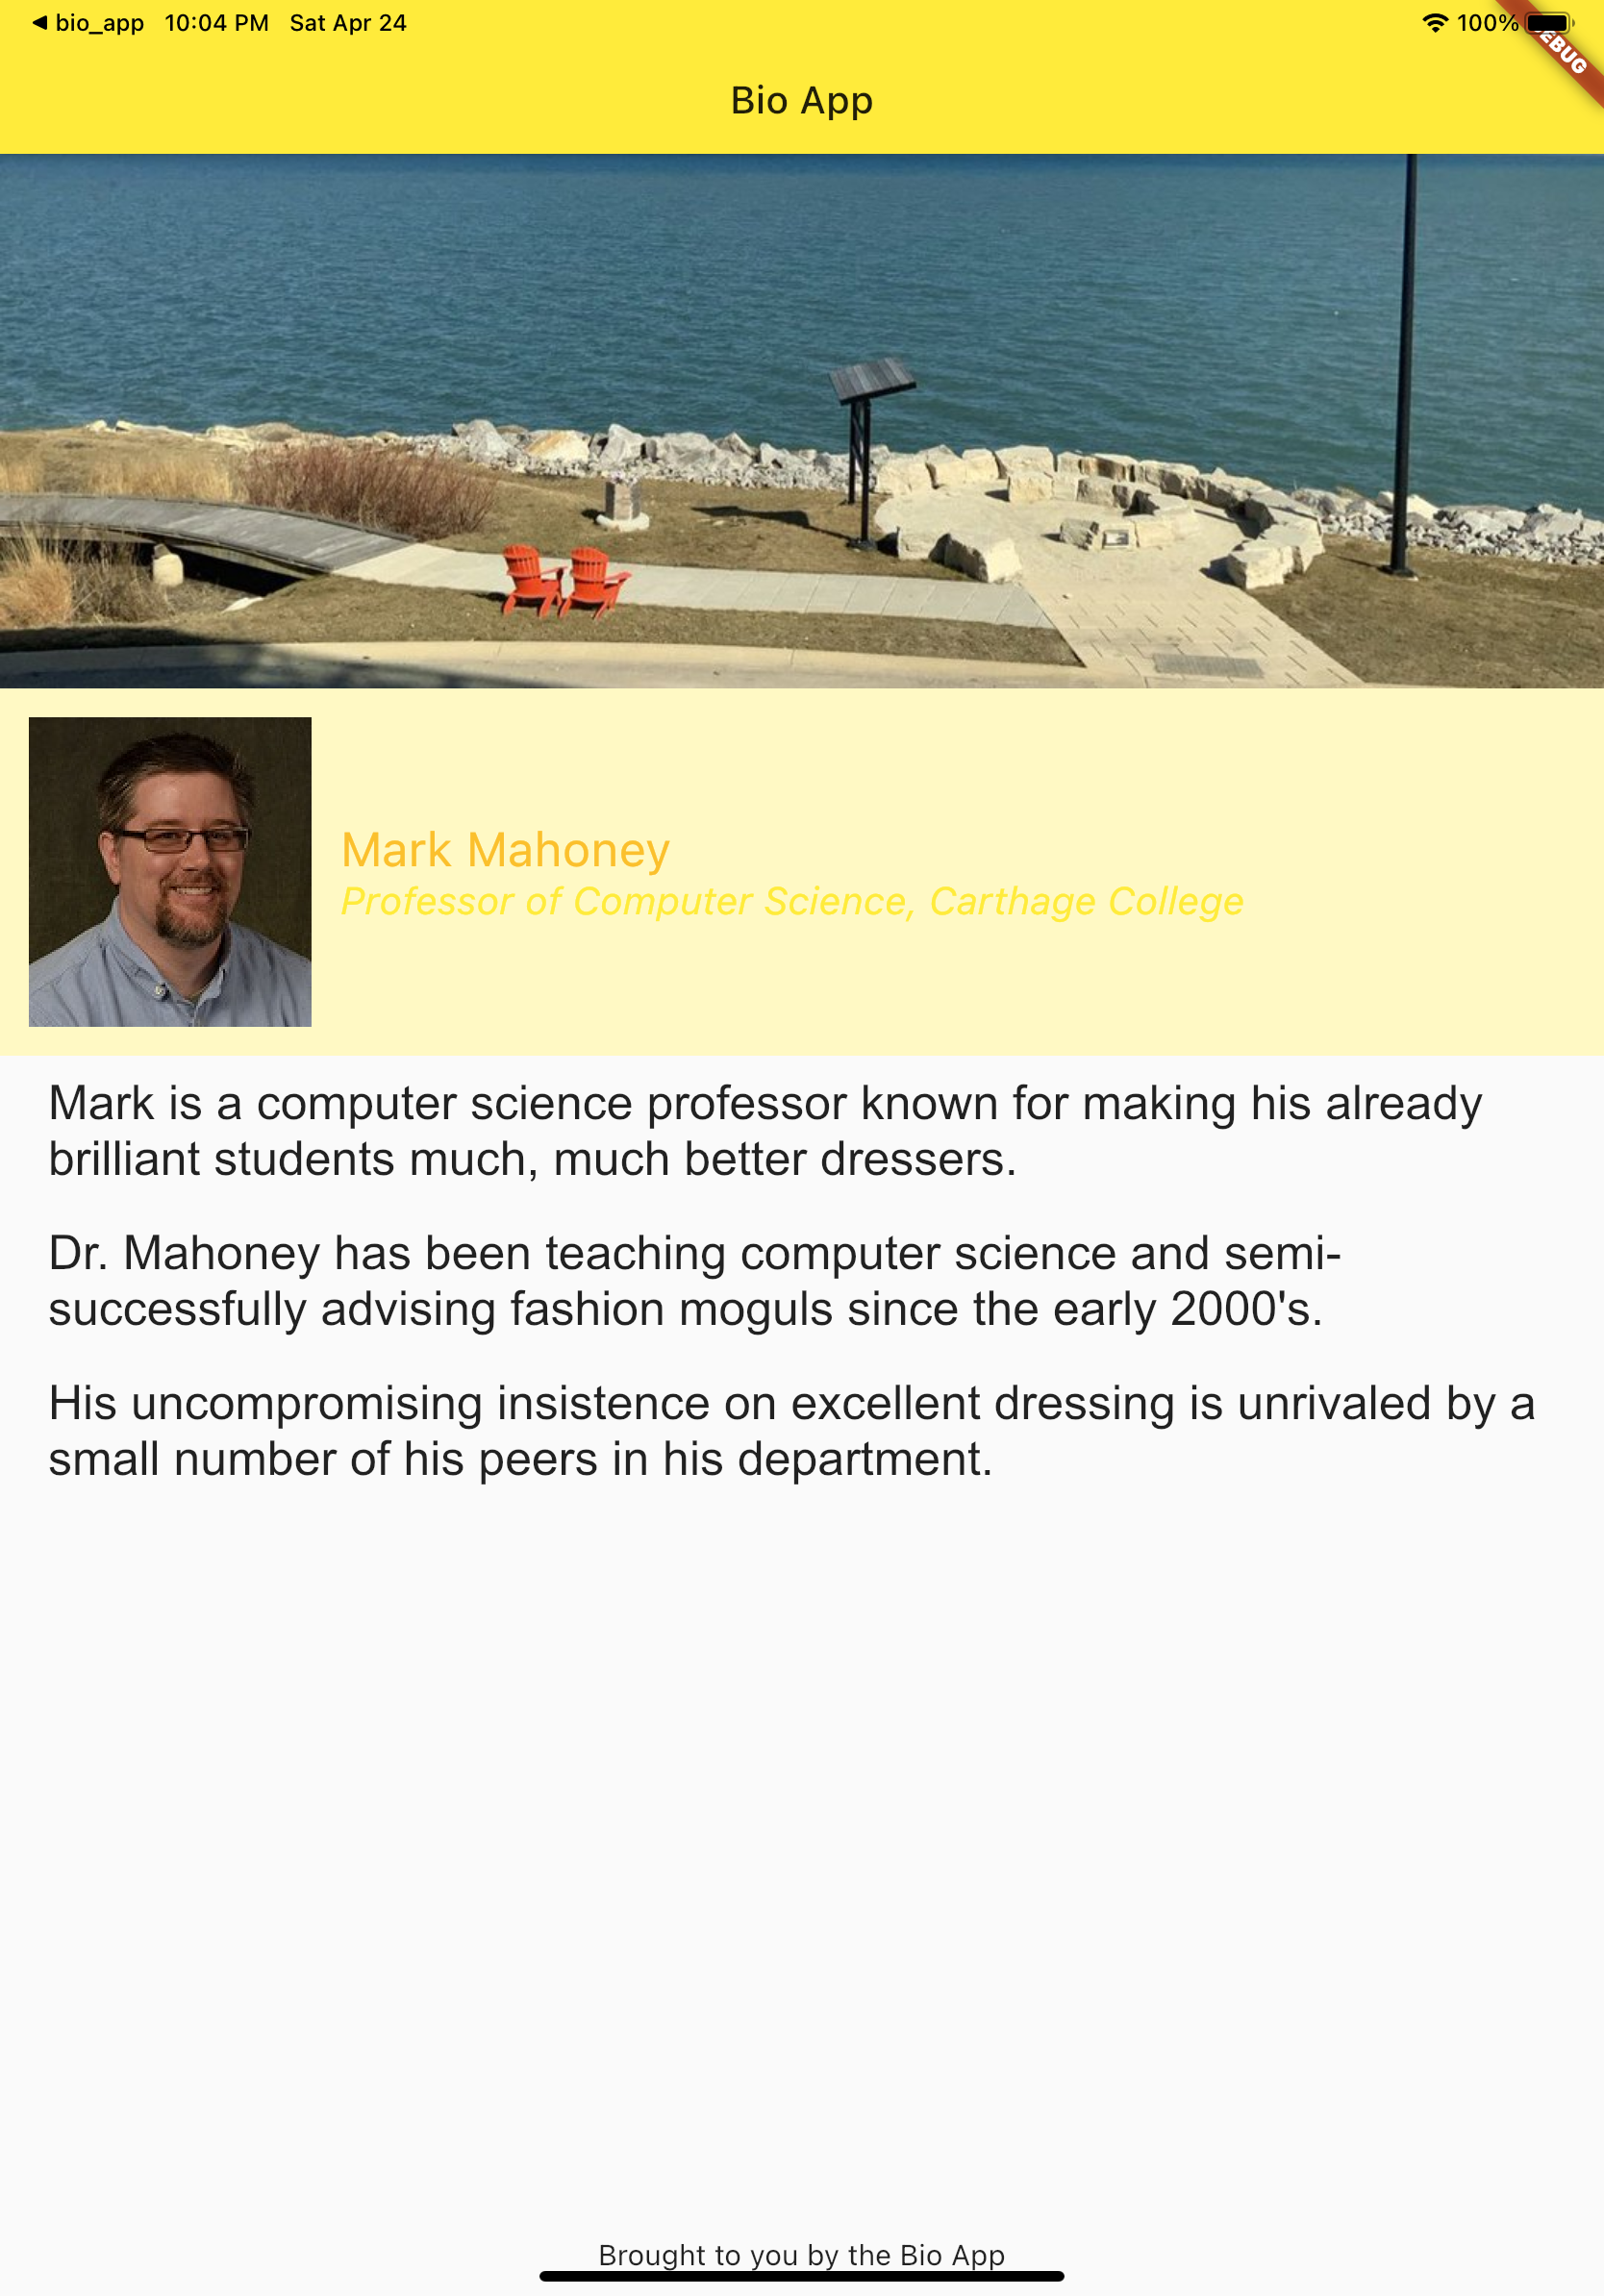 bio_app 10:04 PM Sat Apr 24 100%
Bio App
Mark Mahoney
Professor of Computer Science, Carthage College
Mark is a computer science professor known for making his already
brilliant students much, much better dressers.
Dr. Mahoney has been teaching computer science and semi-
successfully advising fashion moguls since the early 2000's.
His uncompromising insistence on excellent dressing is unrivaled by a
small number of his peers in his department.
Brought to you by the Bio App